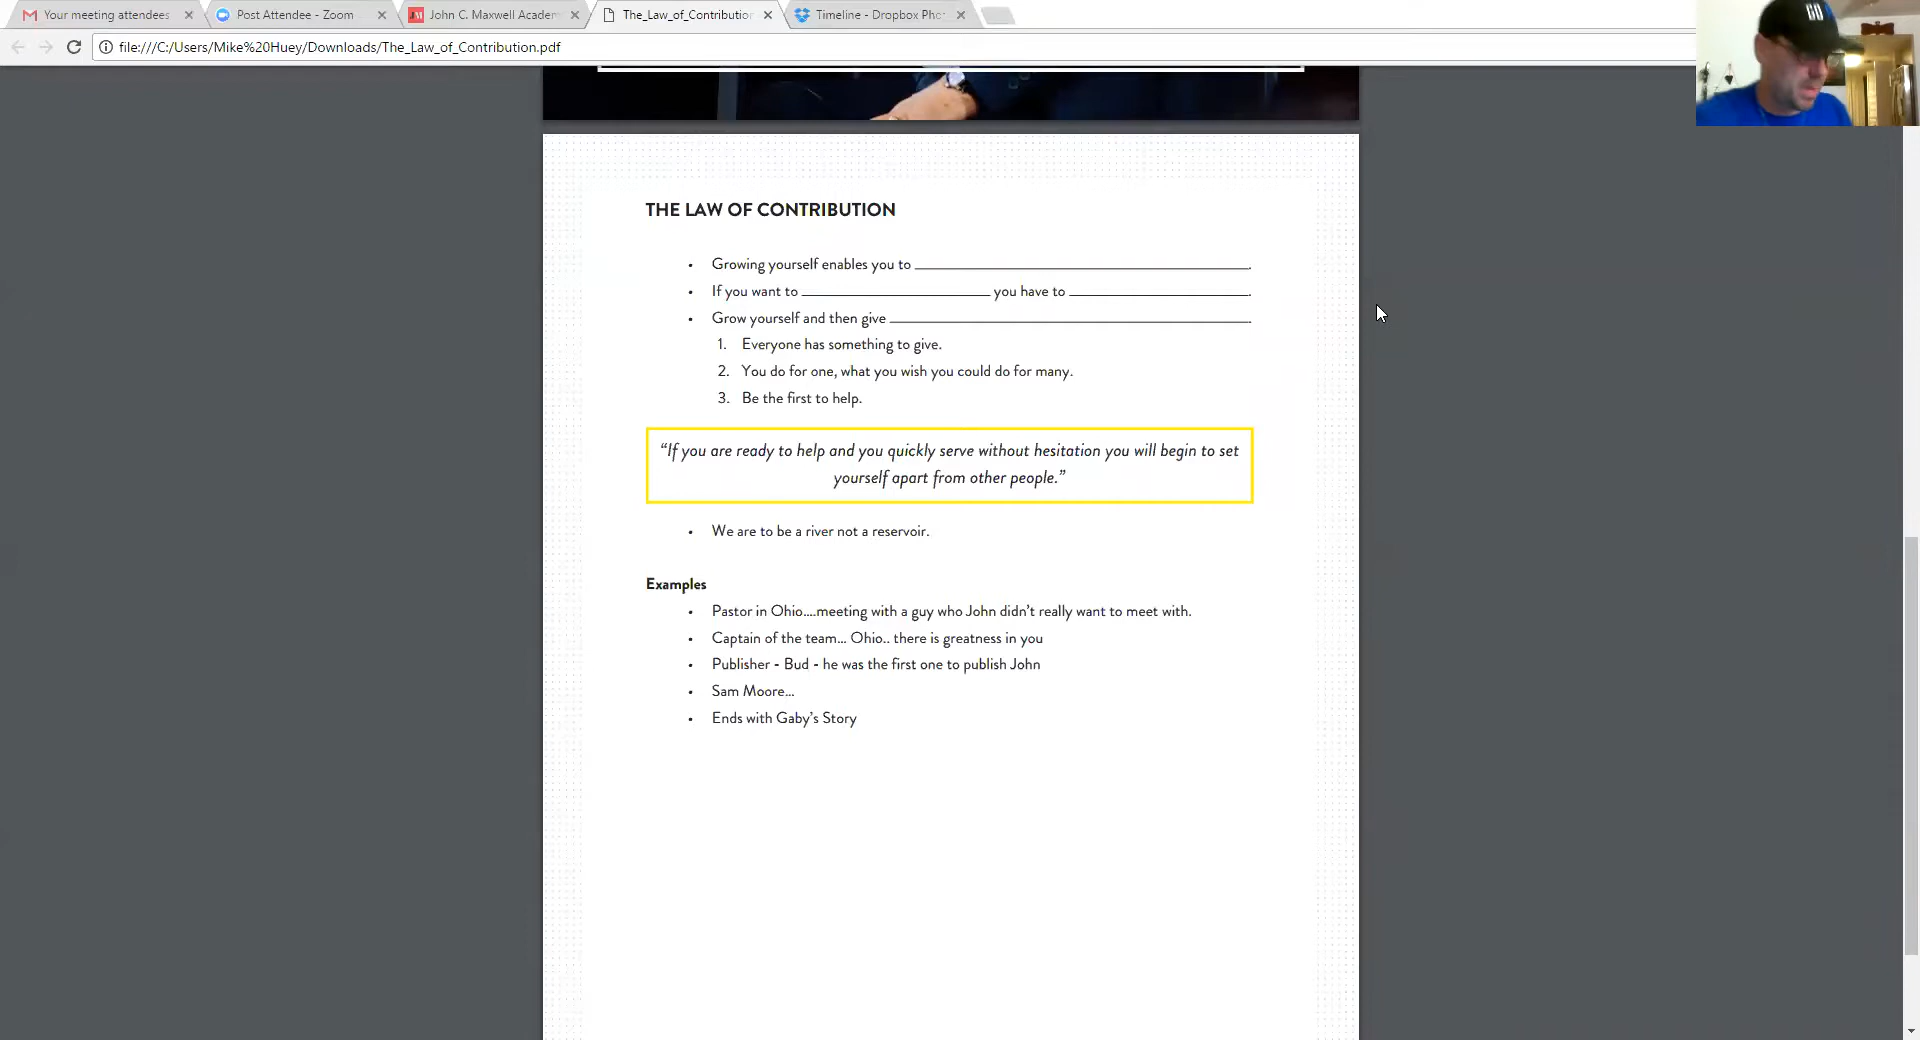 Your meeting attendees
Post Attendee - Zoom
John C. Maxwell Academ
The_Law_of_Contribution
Timeline - Dropbox Pho
file:///C:/Users/Mike%20Huey/Downloads/The_Law_of_Contribution.pdf
THE LAW OF CONTRIBUTION
• Growing yourself enables you to ____________________.
• If you want to ____________________ you have to ____________________.
• Grow yourself and then give ____________________.
1. Everyone has something to give.
2. You do for one, what you wish you could do for many.
3. Be the first to help.
“If you are ready to help and you quickly serve without hesitation you will begin to set
yourself apart from other people.”
• We are to be a river not a reservoir.
Examples
• Pastor in Ohio....meeting with a guy who John didn’t really want to meet with.
• Captain of the team... Ohio.. there is greatness in you
• Publisher - Bud - he was the first one to publish John
• Sam Moore...
• Ends with Gaby’s Story